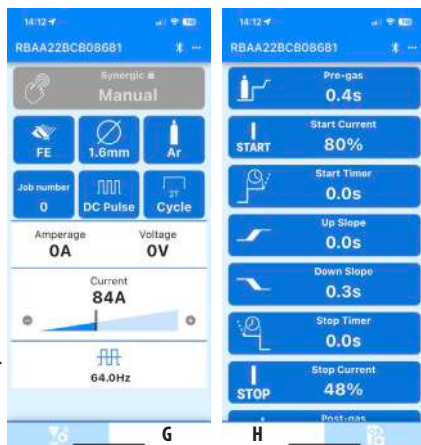 14:12
RBAA22BCB08681
Synergic
Manual
FE
1.6mm
Ar
Job number
0
DC Pulse
2T
Cycle
Amperage
0A
Voltage
0V
Current
84A
64.0Hz
G
14:12
RBAA22BCB08681
Pre-gas
0.4s
START
Start Current
80%
Start Timer
0.0s
Up Slope
0.0s
Down Slope
0.3s
Stop Timer
0.0s
STOP
Stop Current
48%
Post-gas
H